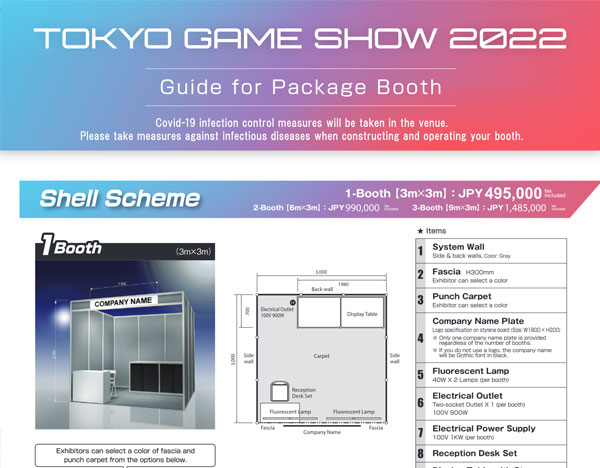 TOKYO GAME SHOW 2022
Guide for Package Booth
Covid-19 infection control measures will be taken in the venue.
Please take measures against infectious diseases when constructing and operating your booth.
Shell Scheme
1-Booth【3m×3m】: JPY 495,000 tax included
2-Booth【6m×3m】: JPY 990,000 tax included 3-Booth【9m×3m】: JPY 1,485,000 tax included
1Booth (3m×3m)
COMPANY NAME
3,000
Back wall
1980
Electrical Outlet
100V 900W
Display Table
700
3,000
Side wall
Carpet
Side wall
Reception
Desk Set
Fluorescent Lamp Fluorescent Lamp
Fascia Company Name Fascia
Exhibitors can select a color of fascia and
punch carpet from the options below.
★ Items
1 System Wall
Side & back walls. Color: Gray
2 Fascia H300mm
Exhibitor can select a color
3 Punch Carpet
Exhibitor can select a color
4 Company Name Plate
Logo specification on styrene board (Size: W1800×H200)
※ Only one company name plate is provided
regardless of the number of booths.
※ If you do not use a logo, the company name
will be Gothic font in black.
5 Fluorescent Lamp
40W X 2 Lamps (per booth)
6 Electrical Outlet
Two-socket Outlet X 1 (per booth)
100V 900W
7 Electrical Power Supply
100V 1KW (per booth)
8 Reception Desk Set